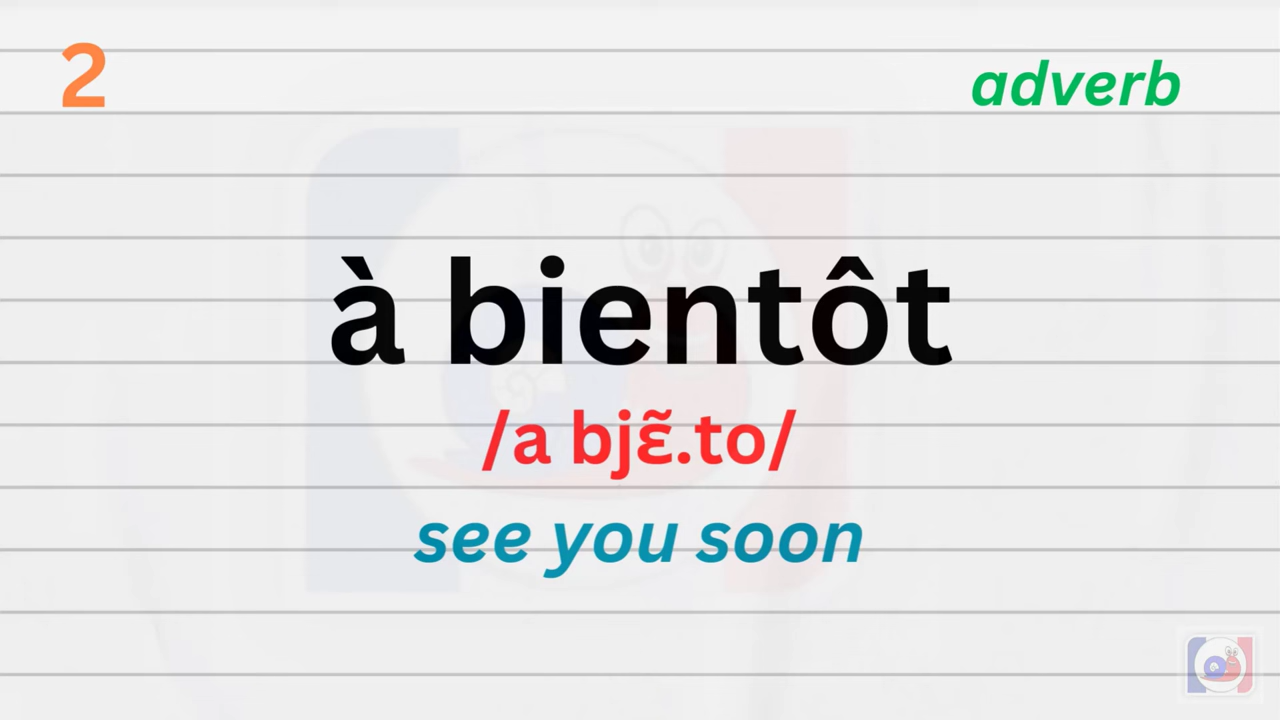 2
adverb
à bientôt
/a bjɛ̃.to/
see you soon